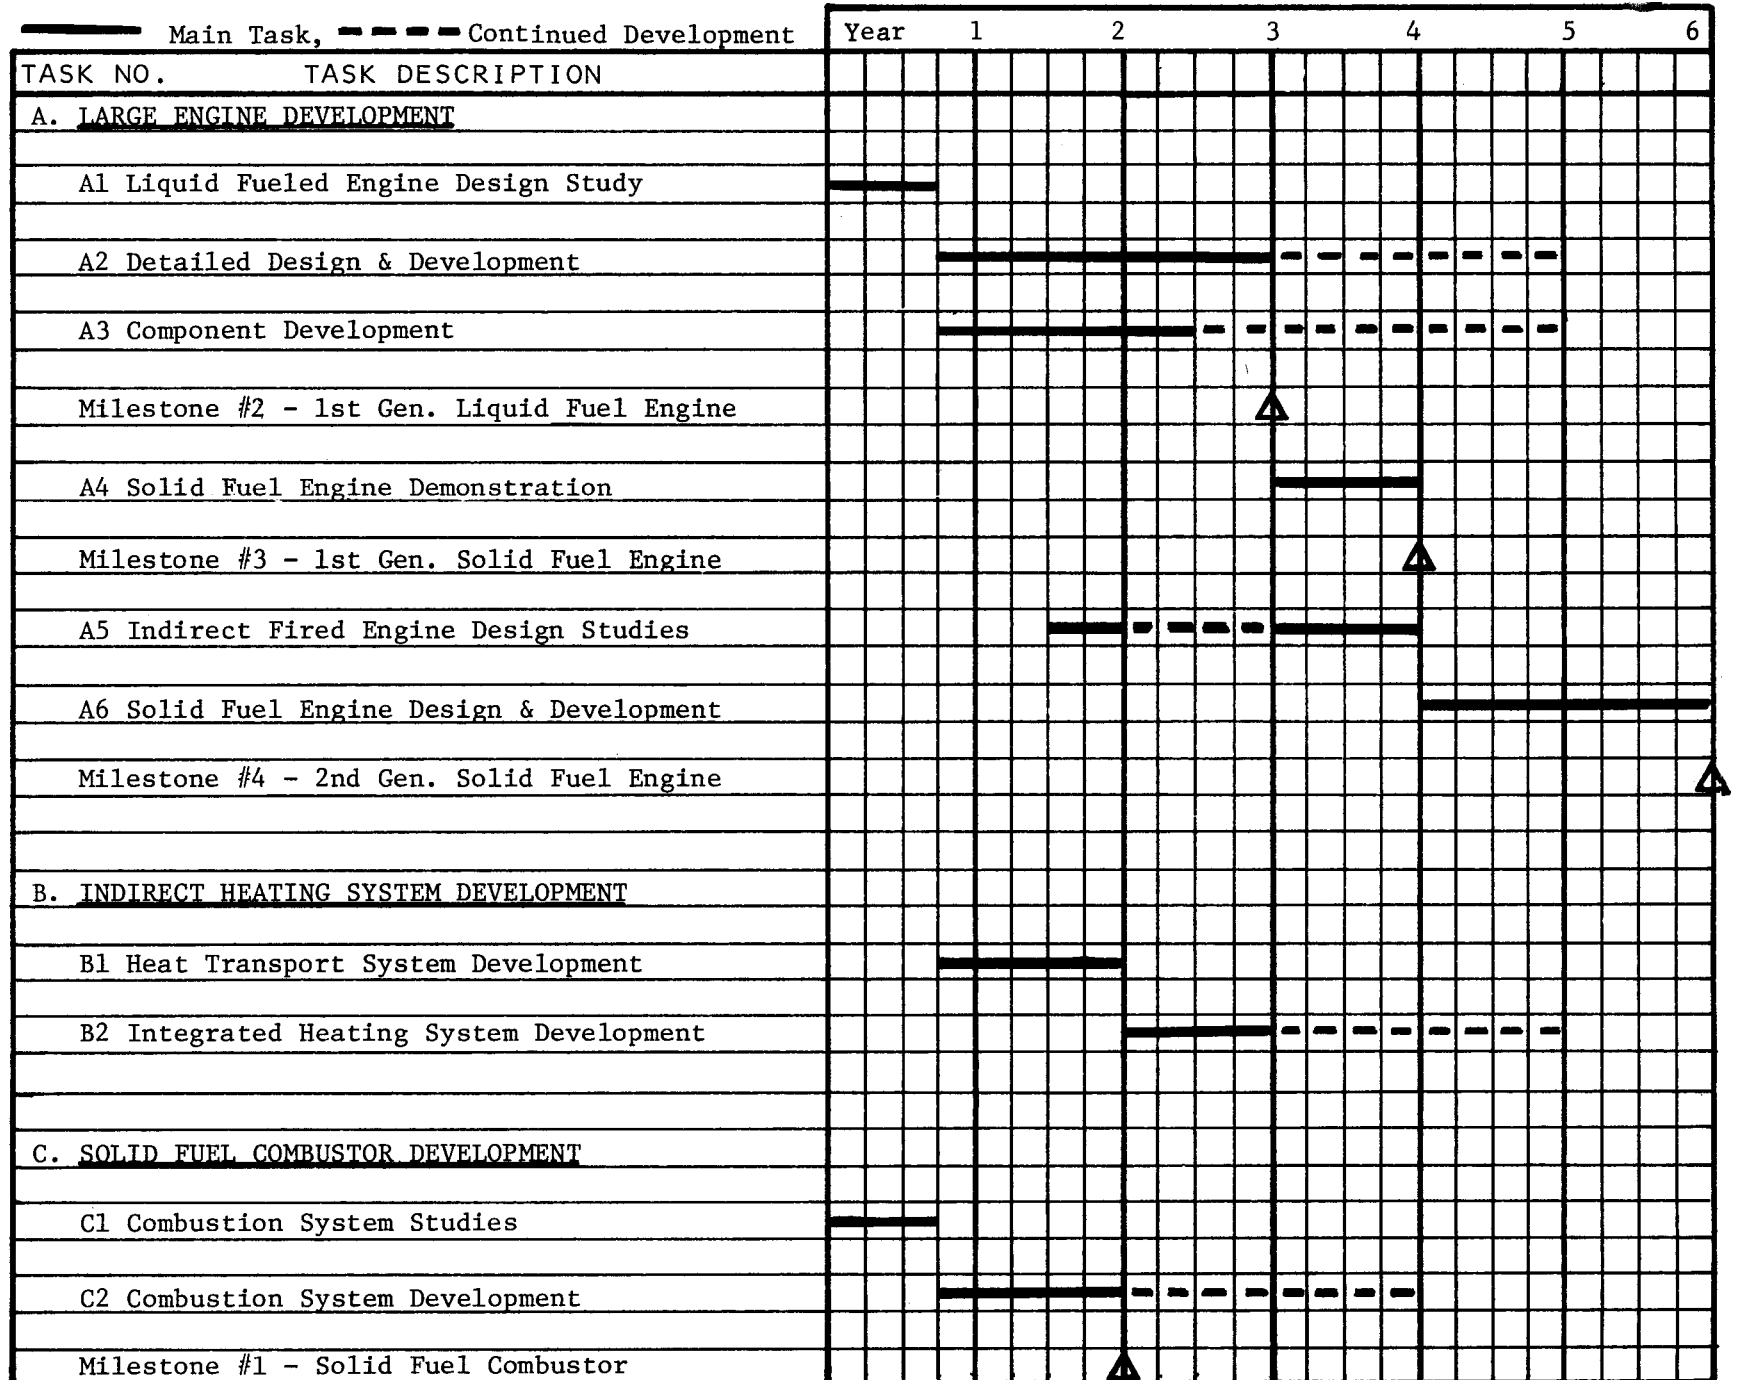 Main Task, Continued Development
Year 1 2 3 4 5 6
TASK NO. TASK DESCRIPTION
A. LARGE ENGINE DEVELOPMENT
A1 Liquid Fueled Engine Design Study
A2 Detailed Design & Development
A3 Component Development
Milestone #2 - 1st Gen. Liquid Fuel Engine
A4 Solid Fuel Engine Demonstration
Milestone #3 - 1st Gen. Solid Fuel Engine
A5 Indirect Fired Engine Design Studies
A6 Solid Fuel Engine Design & Development
Milestone #4 - 2nd Gen. Solid Fuel Engine
B. INDIRECT HEATING SYSTEM DEVELOPMENT
B1 Heat Transport System Development
B2 Integrated Heating System Development
C. SOLID FUEL COMBUSTOR DEVELOPMENT
C1 Combustion System Studies
C2 Combustion System Development
Milestone #1 - Solid Fuel Combustor